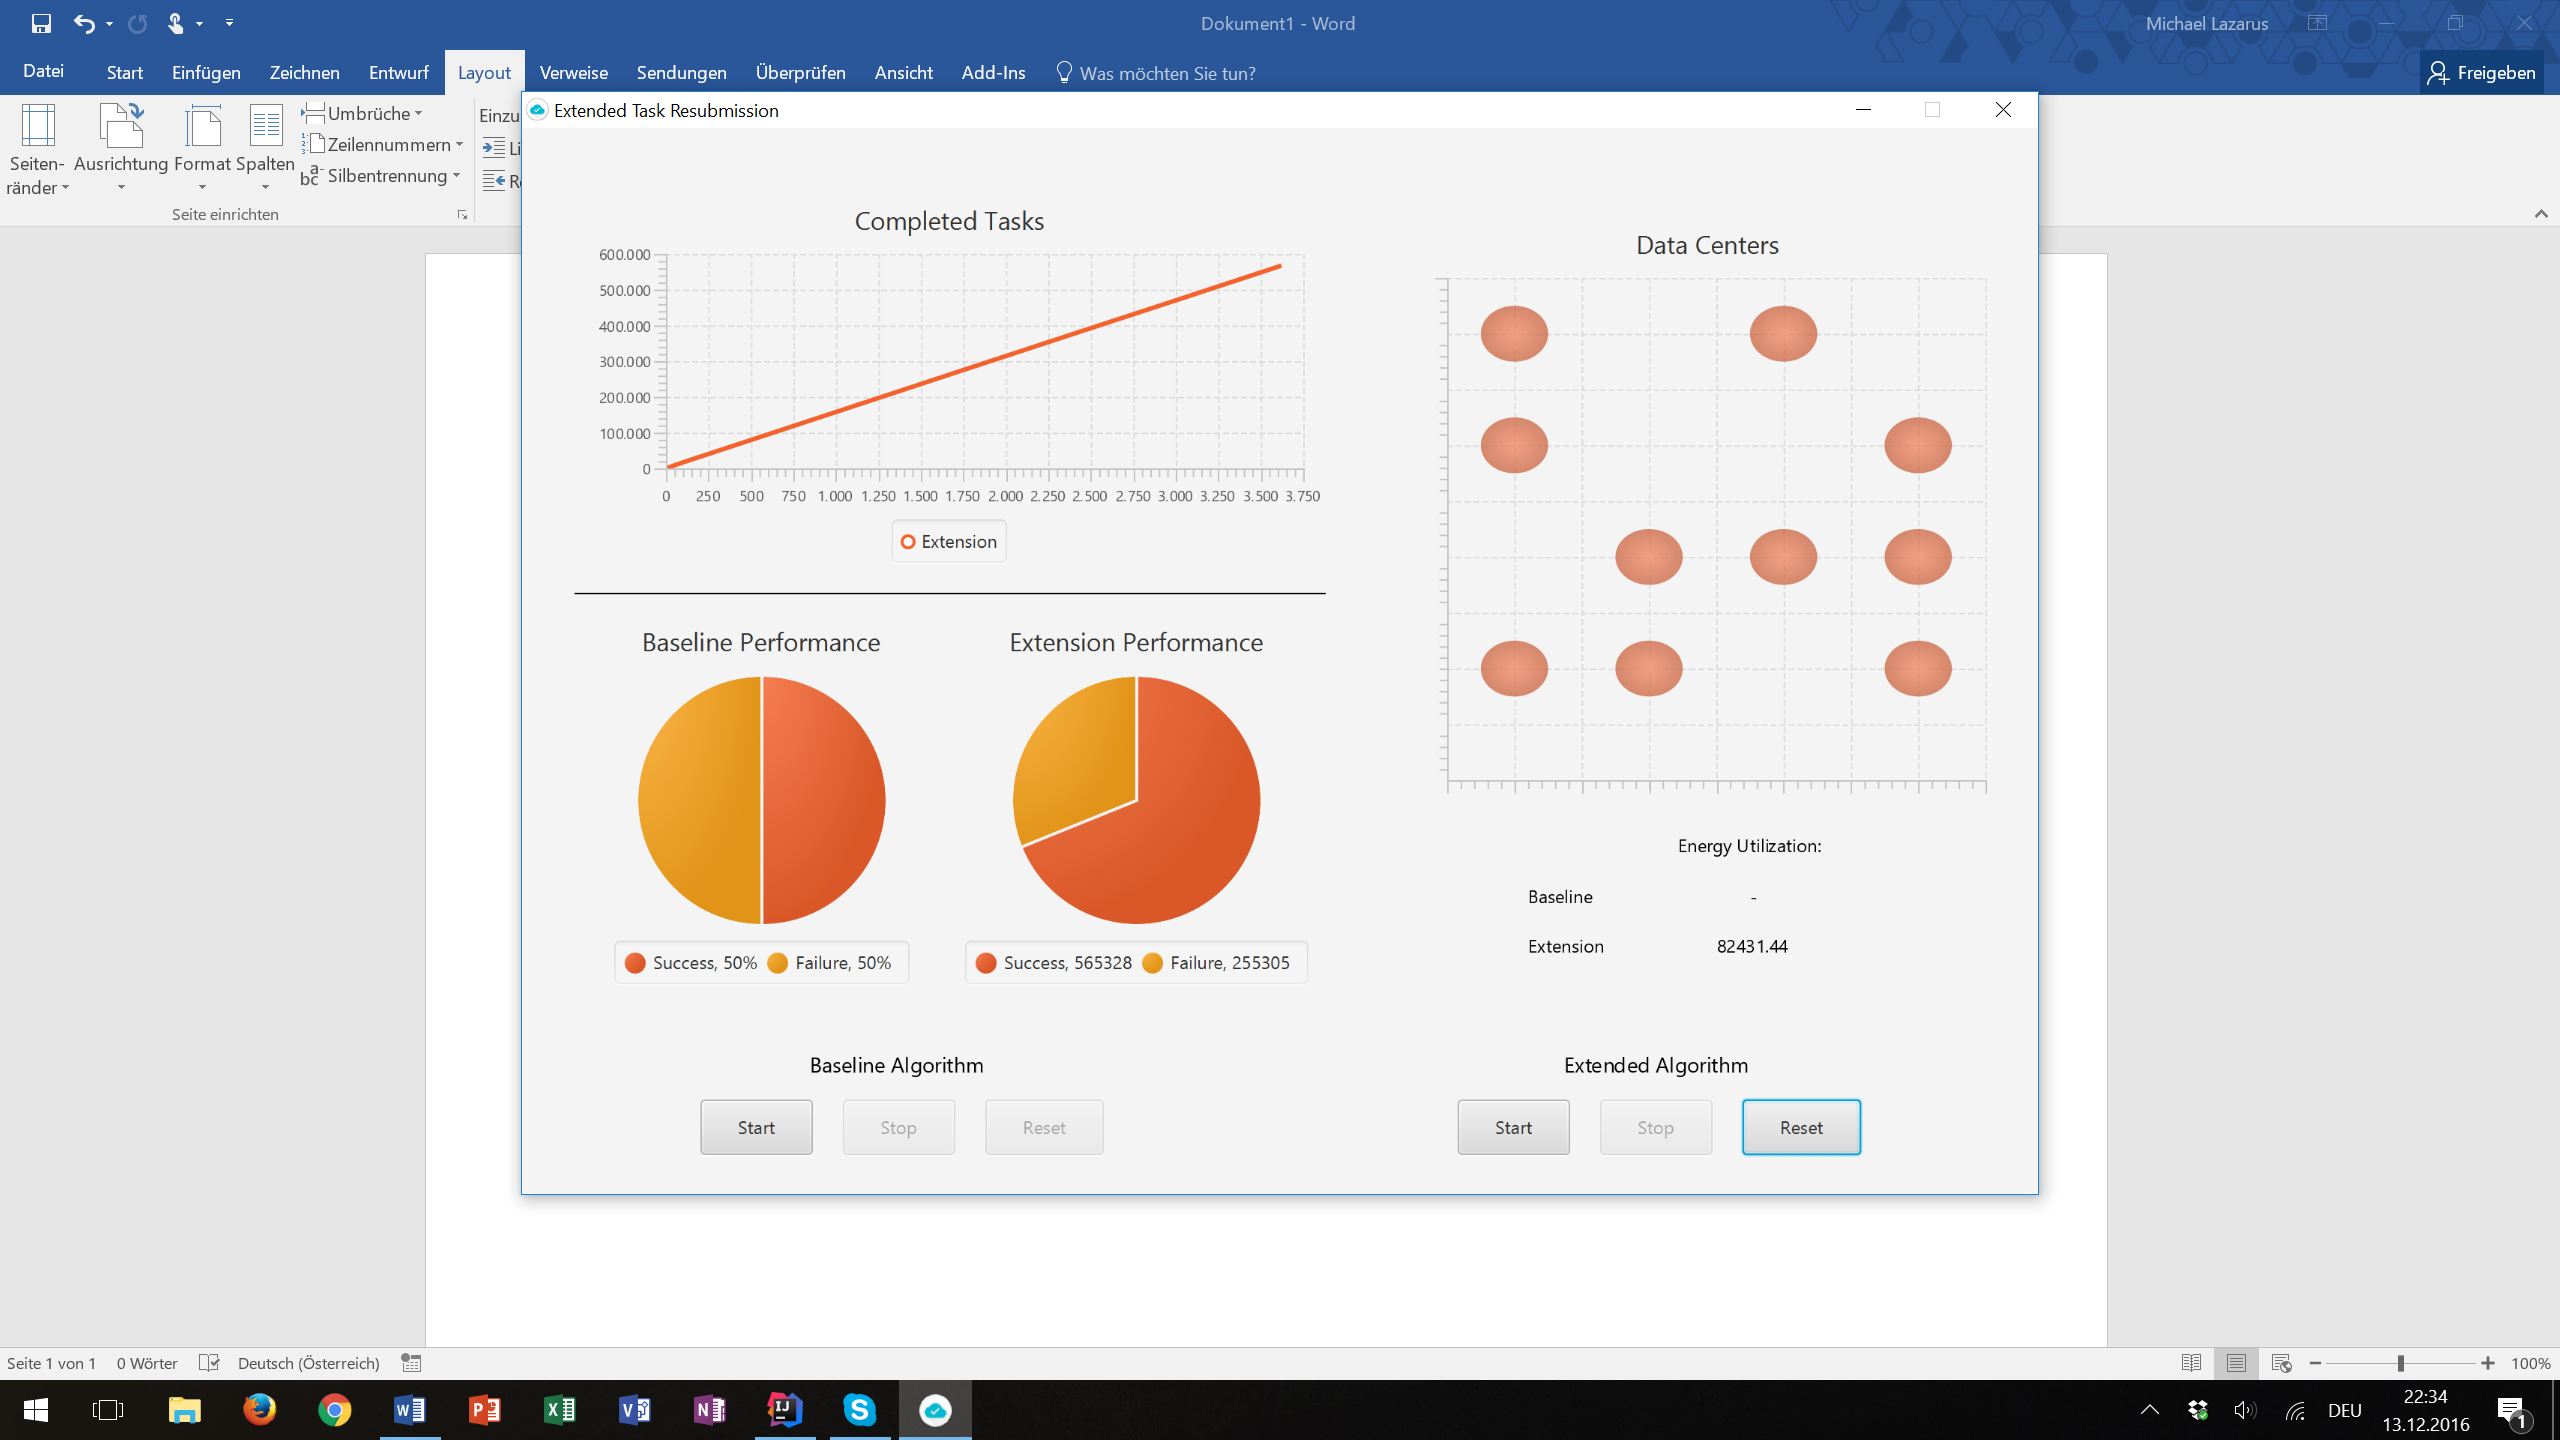 Dokument1 - Word
Michael Lazarus
Datei Start Einfügen Zeichnen Entwurf Layout Verweise Sendungen Überprüfen Ansicht Add-Ins Was möchten Sie tun? Freigeben
Seiten-
ränder
Ausrichtung Format Spalten
Umbrüche
Zeilennummern
Silbentrennung
Seite einrichten
Extended Task Resubmission
Completed Tasks
600.000
500.000
400.000
300.000
200.000
100.000
0
0 250 500 750 1.000 1.250 1.500 1.750 2.000 2.250 2.500 2.750 3.000 3.250 3.500 3.750
Extension
Data Centers
Baseline Performance
Success, 50% Failure, 50%
Extension Performance
Success, 565328 Failure, 255305
Energy Utilization:
Baseline -
Extension 82431.44
Baseline Algorithm
Start Stop Reset
Extended Algorithm
Start Stop Reset
Seite 1 von 1 0 Wörter Deutsch (Österreich) 100%
DEU
22:34
13.12.2016
1